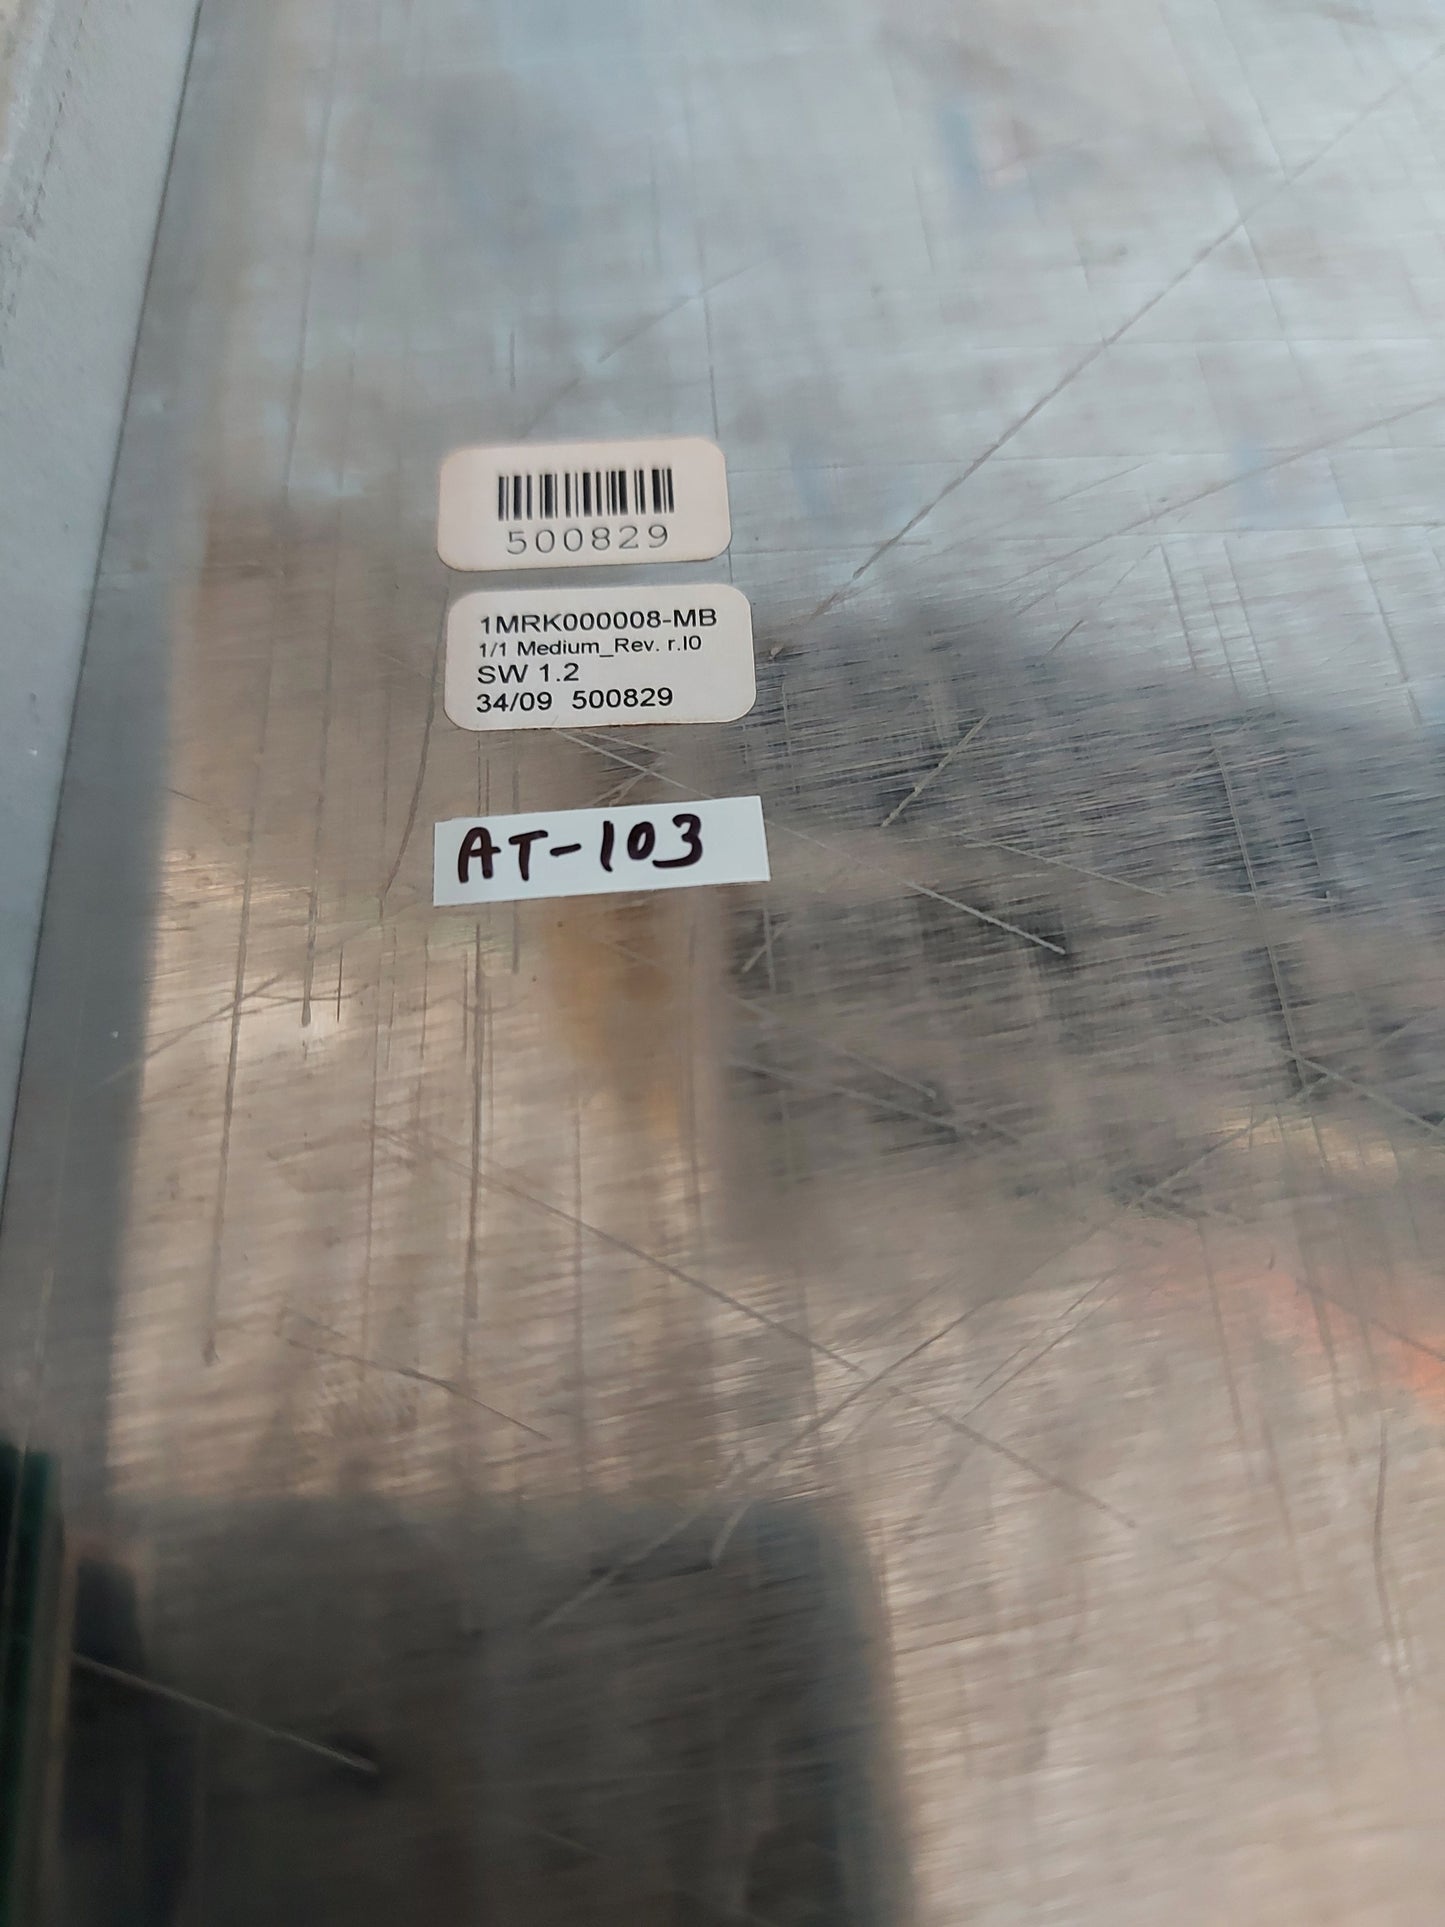 500829
1MRK000008-MB
1/1 Medium_Rev. r.I0
SW 1.2
34/09 500829
AT-103